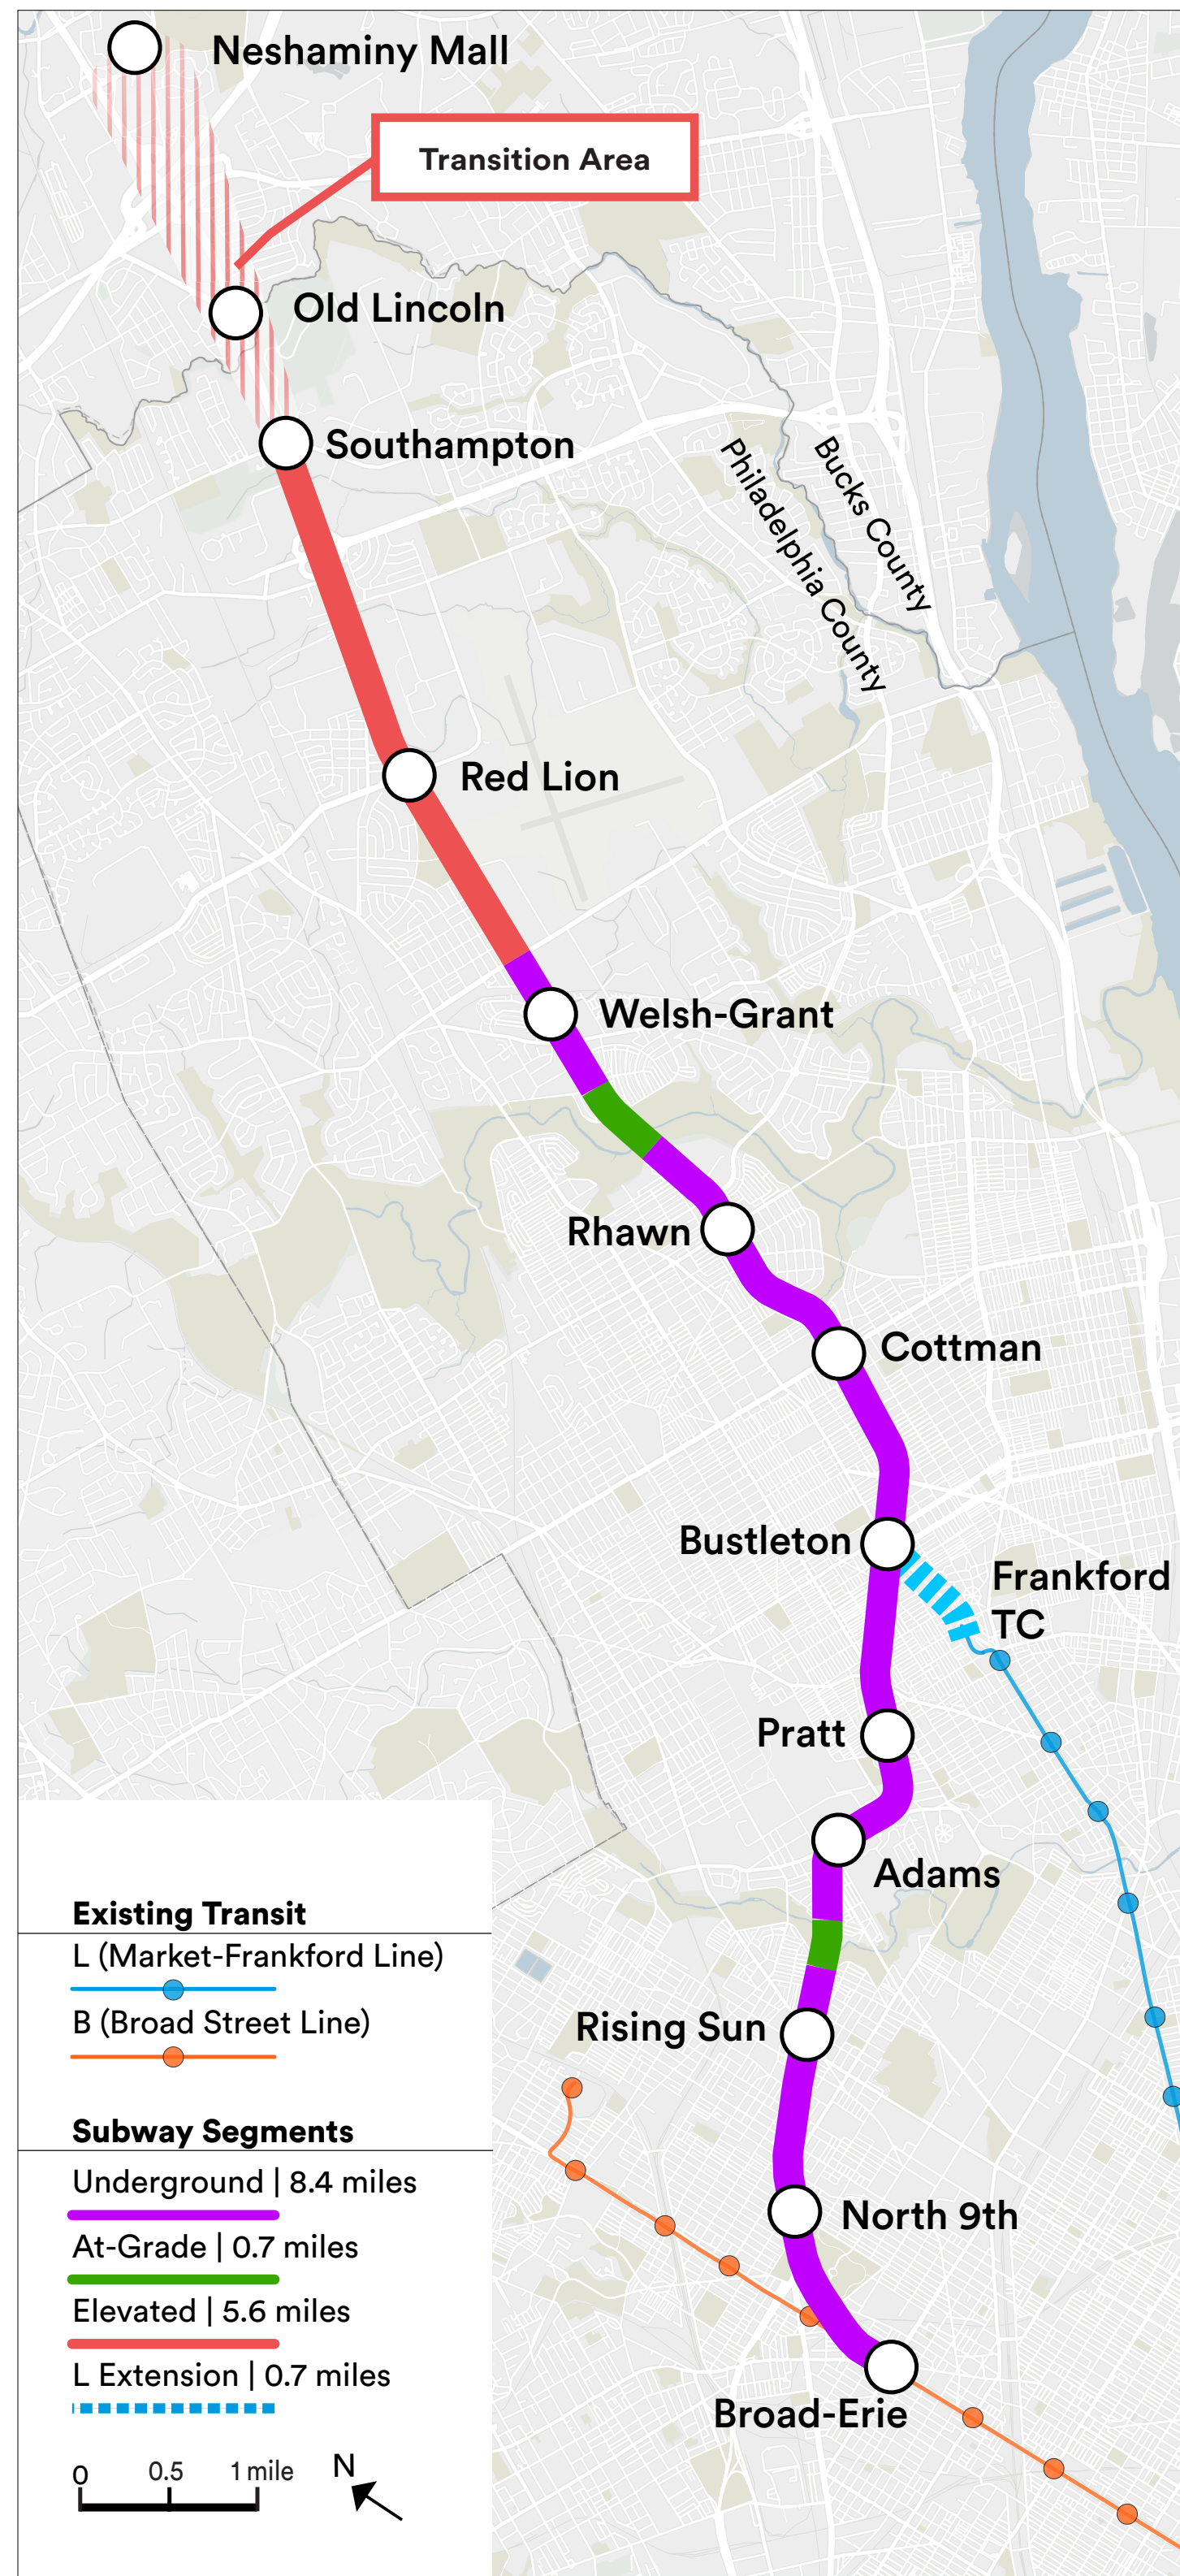 Neshaminy Mall
Transition Area
Old Lincoln
Southampton
Philadelphia County
Bucks County
Red Lion
Welsh-Grant
Rhawn
Cottman
Bustleton
Frankford
TC
Pratt
Adams
Rising Sun
North 9th
Broad-Erie
Existing Transit
L (Market-Frankford Line)
B (Broad Street Line)
Subway Segments
Underground | 8.4 miles
At-Grade | 0.7 miles
Elevated | 5.6 miles
L Extension | 0.7 miles
0 0.5 1 mile
N